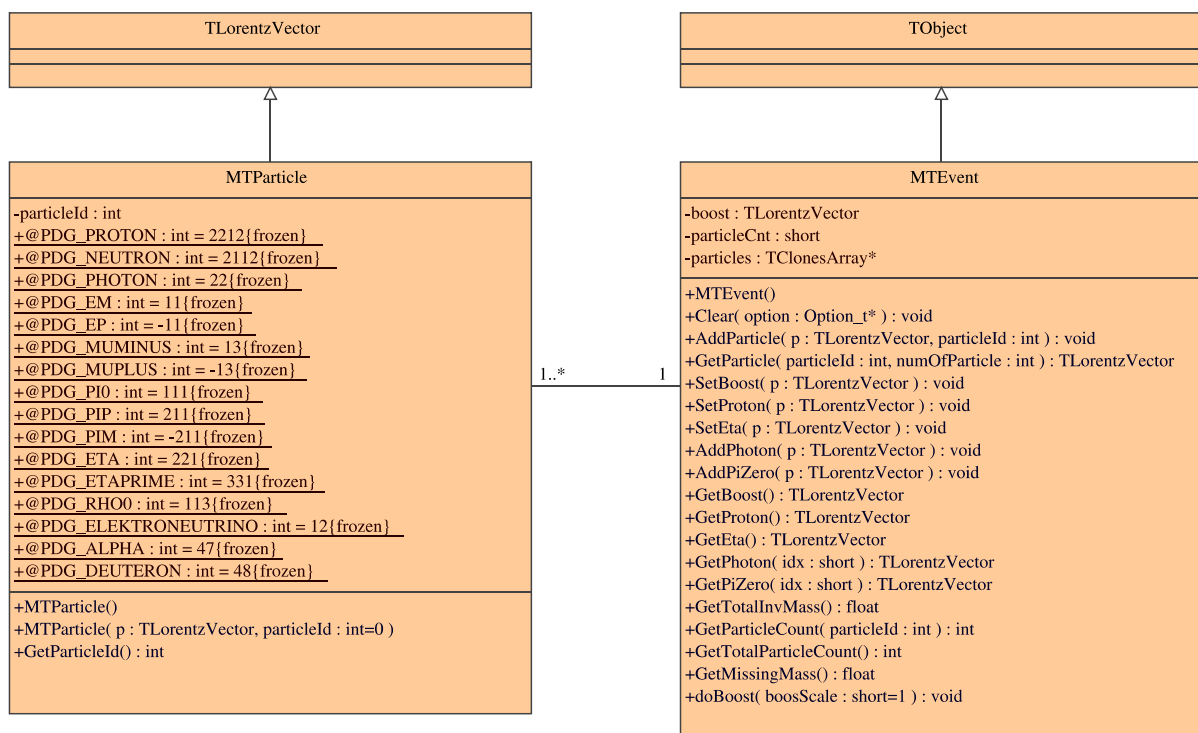 TLorentzVector
MTParticle
-particleId : int
+@PDG_PROTON : int = 2212{frozen}
+@PDG_NEUTRON : int = 2112{frozen}
+@PDG_PHOTON : int = 22{frozen}
+@PDG_EM : int = 11{frozen}
+@PDG_EP : int = -11{frozen}
+@PDG_MUMINUS : int = 13{frozen}
+@PDG_MUPLUS : int = -13{frozen}
+@PDG_PI0 : int = 111{frozen}
+@PDG_PIP : int = 211{frozen}
+@PDG_PIM : int = -211{frozen}
+@PDG_ETA : int = 221{frozen}
+@PDG_ETAPRIME : int = 331{frozen}
+@PDG_RHO0 : int = 113{frozen}
+@PDG_ELEKTRONEUTRINO : int = 12{frozen}
+@PDG_ALPHA : int = 47{frozen}
+@PDG_DEUTERON : int = 48{frozen}
+MTParticle()
+MTParticle( p : TLorentzVector, particleId : int=0 )
+GetParticleId() : int
1..*
1
TObject
MTEvent
-boost : TLorentzVector
-particleCnt : short
-particles : TClonesArray*
+MTEvent()
+Clear( option : Option_t* ) : void
+AddParticle( p : TLorentzVector, particleId : int ) : void
+GetParticle( particleId : int, numOfParticle : int ) : TLorentzVector
+SetBoost( p : TLorentzVector ) : void
+SetProton( p : TLorentzVector ) : void
+SetEta( p : TLorentzVector ) : void
+AddPhoton( p : TLorentzVector ) : void
+AddPiZero( p : TLorentzVector ) : void
+GetBoost() : TLorentzVector
+GetProton() : TLorentzVector
+GetEta() : TLorentzVector
+GetPhoton( idx : short ) : TLorentzVector
+GetPiZero( idx : short ) : TLorentzVector
+GetTotalInvMass() : float
+GetParticleCount( particleId : int ) : int
+GetTotalParticleCount() : int
+GetMissingMass() : float
+doBoost( boosScale : short=1 ) : void